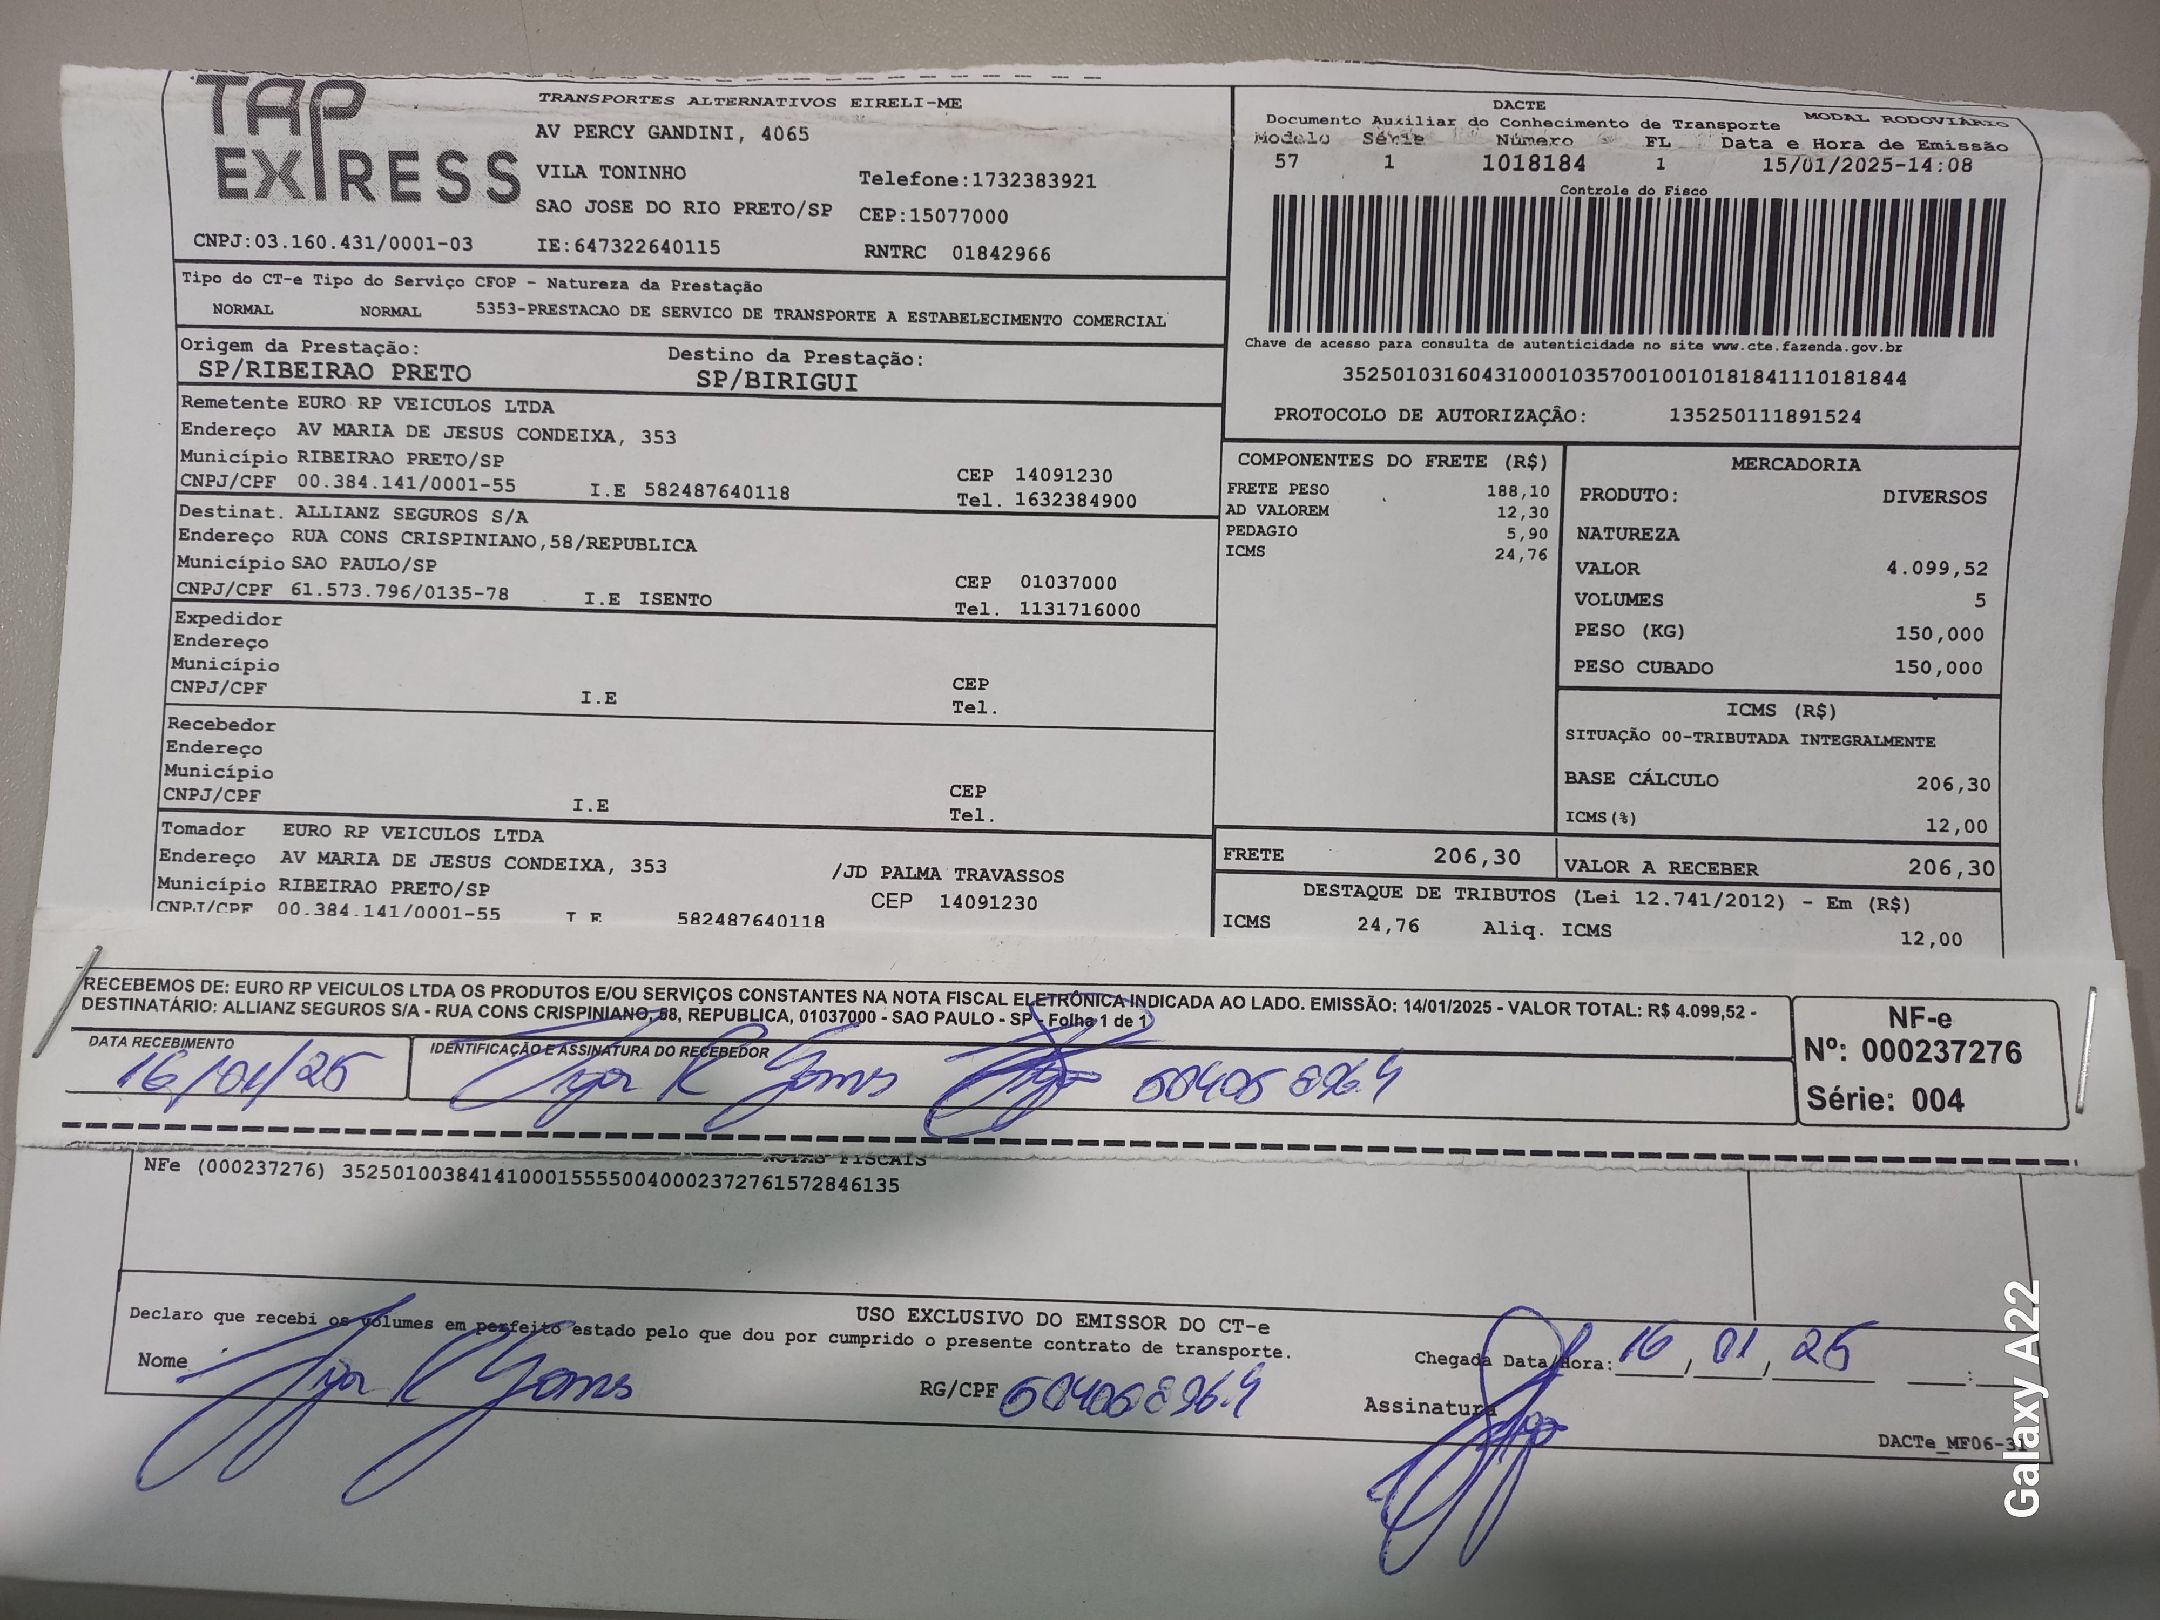 TAP EXPRESS
TRANSPORTES ALTERNATIVOS EIRELI-ME
AV PERCY GANDINI, 4065
VILA TONINHO Telefone:1732383921
SAO JOSE DO RIO PRETO/SP CEP:15077000
CNPJ:03.160.431/0001-03 IE:647322640115 RNTRC 01842966
DACTE
Documento Auxiliar do Conhecimento de Transporte MODAL RODOVIÁRIO
Modelo Série Número FL Data e Hora de Emissão
57 1 1018184 1 15/01/2025-14:08
Controle do Fisco
Chave de acesso para consulta de autenticidade no site www.cte.fazenda.gov.br
35250103160431000103570010010181841110181844
PROTOCOLO DE AUTORIZAÇÃO: 135250111891524
Tipo do CT-e Tipo do Serviço CFOP - Natureza da Prestação
NORMAL NORMAL 5353-PRESTACAO DE SERVICO DE TRANSPORTE A ESTABELECIMENTO COMERCIAL
Origem da Prestação: Destino da Prestação:
SP/RIBEIRAO PRETO SP/BIRIGUI
Remetente EURO RP VEICULOS LTDA
Endereço AV MARIA DE JESUS CONDEIXA, 353
Município RIBEIRAO PRETO/SP CEP 14091230
CNPJ/CPF 00.384.141/0001-55 I.E 582487640118 Tel. 1632384900
Destinat. ALLIANZ SEGUROS S/A
Endereço RUA CONS CRISPINIANO,58/REPUBLICA
Município SAO PAULO/SP CEP 01037000
CNPJ/CPF 61.573.796/0135-78 I.E ISENTO Tel. 1131716000
Expedidor
Endereço
Município CEP
CNPJ/CPF I.E Tel.
Recebedor
Endereço
Município CEP
CNPJ/CPF I.E Tel.
Tomador EURO RP VEICULOS LTDA
Endereço AV MARIA DE JESUS CONDEIXA, 353 /JD PALMA TRAVASSOS
Município RIBEIRAO PRETO/SP CEP 14091230
CNPJ/CPF 00.384.141/0001-55 I E 582487640118
COMPONENTES DO FRETE (R$)
FRETE PESO 188,10
AD VALOREM 12,30
PEDAGIO 5,90
ICMS 24,76
MERCADORIA
PRODUTO: DIVERSOS
NATUREZA
VALOR 4.099,52
VOLUMES 5
PESO (KG) 150,000
PESO CUBADO 150,000
ICMS (R$)
SITUAÇÃO 00-TRIBUTADA INTEGRALMENTE
BASE CÁLCULO 206,30
ICMS(%) 12,00
FRETE 206,30 VALOR A RECEBER 206,30
DESTAQUE DE TRIBUTOS (Lei 12.741/2012) - Em (R$)
ICMS 24,76 Aliq. ICMS 12,00
RECEBEMOS DE: EURO RP VEICULOS LTDA OS PRODUTOS E/OU SERVIÇOS CONSTANTES NA NOTA FISCAL ELETRÔNICA INDICADA AO LADO. EMISSÃO: 14/01/2025 - VALOR TOTAL: R$ 4.099,52 -
DESTINATÁRIO: ALLIANZ SEGUROS S/A - RUA CONS CRISPINIANO, 58, REPUBLICA, 01037000 - SAO PAULO - SP - Folha 1 de 1
DATA RECEBIMENTO IDENTIFICAÇÃO E ASSINATURA DO RECEBEDOR
16/01/25
NF-e
Nº: 000237276
Série: 004
NOTAS FISCAIS
NFe (000237276) 35250100384141000155550040002372761572846135
USO EXCLUSIVO DO EMISSOR DO CT-e
Declaro que recebi os volumes em perfeito estado pelo que dou por cumprido o presente contrato de transporte.
Nome RG/CPF
Chegada Data/Hora: 16, 01, 25 :
Assinatura
DACTe_MF06-31
Galaxy A22